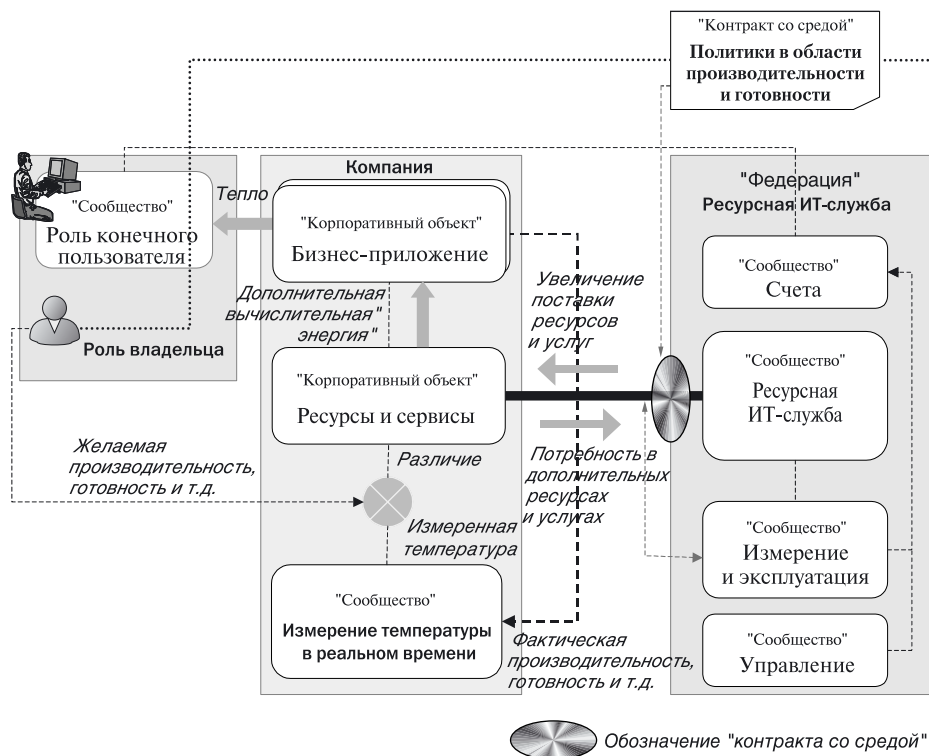 "Контракт со средой"
Политики в области
производительности
и готовности
Компания
"Федерация"
Ресурсная ИТ-служба
"Сообщество"
Роль конечного
пользователя
Тепло
"Корпоративный объект"
Бизнес-приложение
Дополнительная
вычислительная"
энергия"
Увеличение
поставки
ресурсов
и услуг
"Сообщество"
Счета
Роль владельца
"Корпоративный объект"
Ресурсы и сервисы
"Сообщество"
Ресурсная
ИТ-служба
Желаемая
производительность,
готовность и т.д.
Различие
Потребность в
дополнительных
ресурсах
и услугах
Измеренная
температура
"Сообщество"
Измерение
и эксплуатация
"Сообщество"
Измерение температуры
в реальном времени
Фактическая
производительность,
готовность и т.д.
"Сообщество"
Управление
Обозначение "контракта со средой"